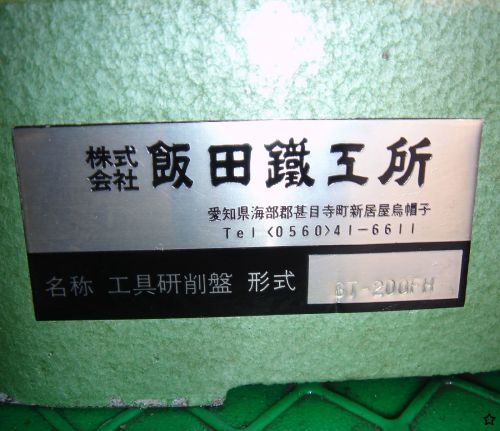 株式会社 飯田鐵工所
愛知県海部郡甚目寺町新居屋烏帽子
Tel (0560)41-6611
名称 工具研削盤 形式 GT-200FH